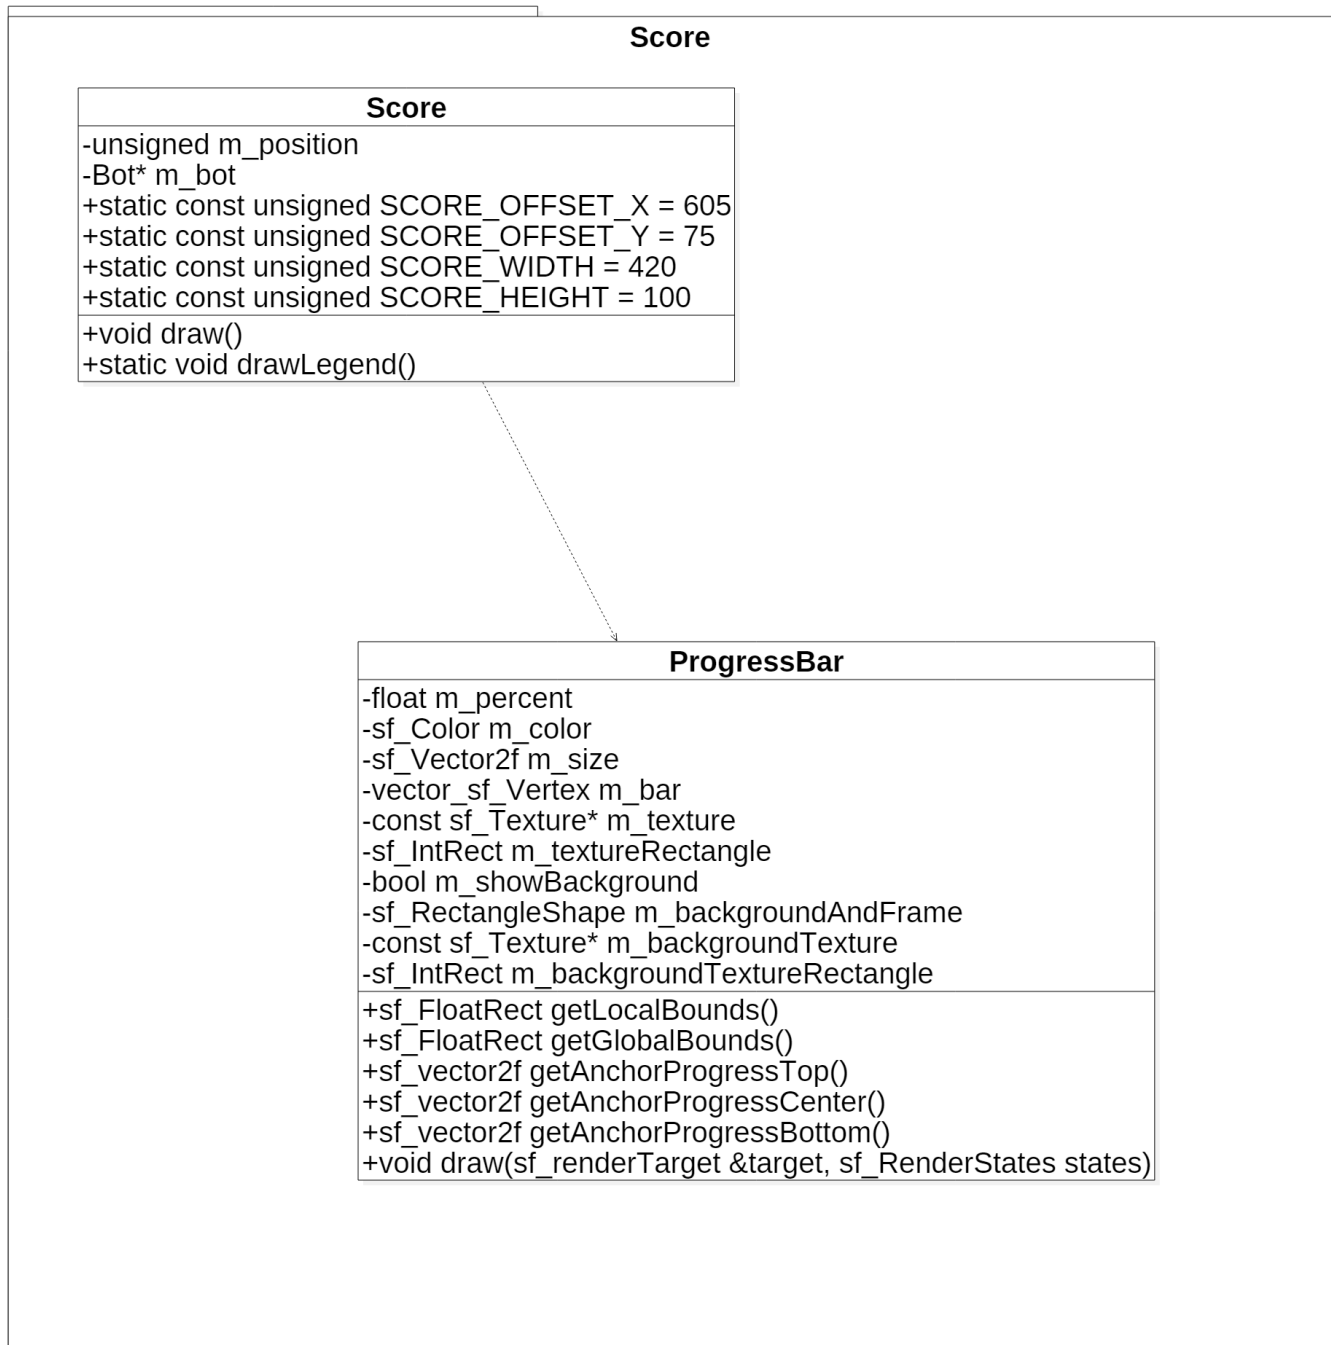 Score
Score
-unsigned m_position
-Bot* m_bot
+static const unsigned SCORE_OFFSET_X = 605
+static const unsigned SCORE_OFFSET_Y = 75
+static const unsigned SCORE_WIDTH = 420
+static const unsigned SCORE_HEIGHT = 100
+void draw()
+static void drawLegend()
ProgressBar
-float m_percent
-sf_Color m_color
-sf_Vector2f m_size
-vector_sf_Vertex m_bar
-const sf_Texture* m_texture
-sf_IntRect m_textureRectangle
-bool m_showBackground
-sf_RectangleShape m_backgroundAndFrame
-const sf_Texture* m_backgroundTexture
-sf_IntRect m_backgroundTextureRectangle
+sf_FloatRect getLocalBounds()
+sf_FloatRect getGlobalBounds()
+sf_vector2f getAnchorProgressTop()
+sf_vector2f getAnchorProgressCenter()
+sf_vector2f getAnchorProgressBottom()
+void draw(sf_renderTarget &target, sf_RenderStates states)